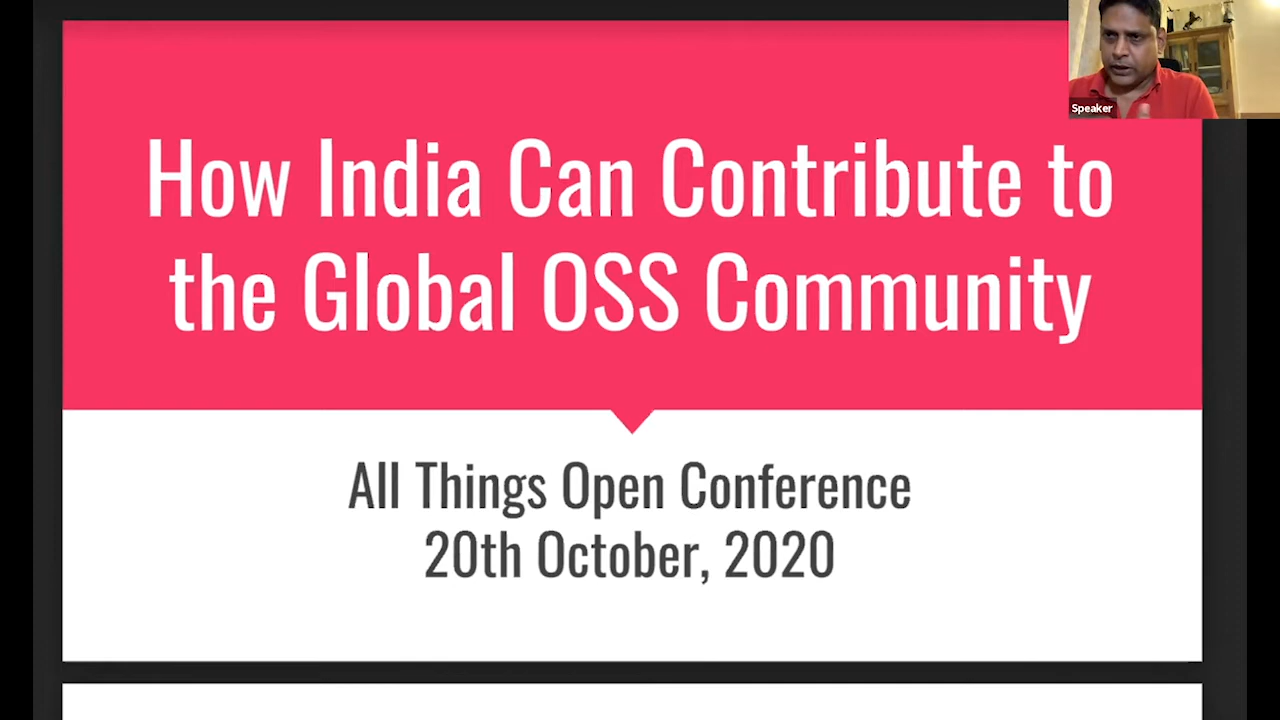 How India Can Contribute to
the Global OSS Community
All Things Open Conference
20th October, 2020
Speaker